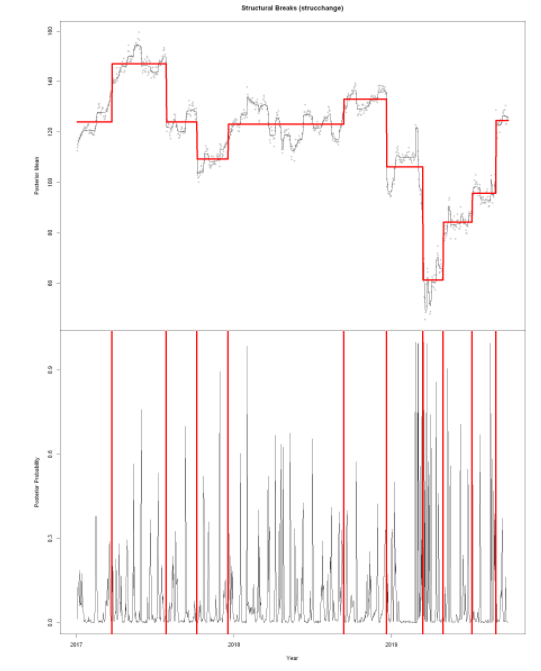 Structural Breaks (strucchange)
160
140
120
100
80
60
Posterior Mean
0.9
0.6
0.3
0.0
Posterior Probability
2017 2018 2019
Year